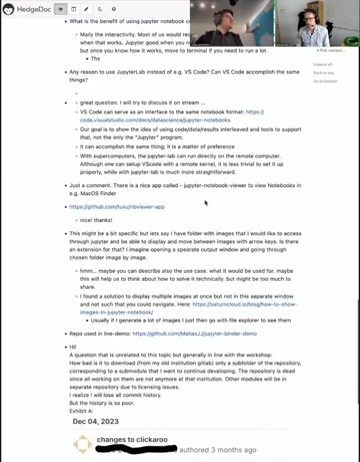 HedgeDoc
What is the benefit of using jupyter notebook c
Maily the interactivity. Most of us would rec
when that works. Jupyter good when you n
but once you know how it works, move to terminal if you need to run a lot.
Thx
Any reason to use JupyterLab instead of e.g. VS Code? Can VS Code accomplish the same
things?
great question. I will try to discuss it on stream ...
VS Code can serve as an interface to the same notebook format: https://
code.visualstudio.com/docs/datascience/jupyter-notebooks
Our goal is to show the idea of using code/data/results interleaved and tools to support
that, not the only the "Jupyter" program.
it can accomplish the same thing; it is a matter of preference
With supercomputers, the jupyter-lab can run directly on the remote computer.
Although one can setup VScode with a remote kernel, it is less trivial to set it up
properly, while with jupyter-lab is much more straightforward.
Just a comment. There is a nice app called - jupyter-notebook-viewer to view Notebooks in
e.g. MacOS Finder
https://github.com/tuxu/nbviewer-app
nice! thanks!
This might be a bit specific but lets say I have folder with images that I would like to access
through jupyter and be able to display and move between images with arrow keys. Is there
an extension for that? I imagine opening a spearate output window and going through
chosen folder image by image.
hmm... maybe you can describe also the use case. what it would be used for. maybe
this will help us to think about how to solve it technically. but might be too much to
share.
I found a solution to display multiple images at once but not in this separate window
and not such that you could navigate. Here: https://saturncloud.io/blog/how-to-show-
images-in-jupyter-notebook/
Usually if I generate a lot of images I just then go with file explorer to see them
Repo used in live-demo: https://github.com/MatiasJJ/jupyter-binder-demo
Hi!
A question that is unrelated to this topic but generally in line with the workshop:
How bad is it to download (from my old institution gitlab) only a subfolder of the repository,
corresponding to a submodule that I want to continue developing. The repository is dead
since all working on them are not anymore at that institution. Other modules will be in
separate repository due to licensing issues.
I realize I will lose all commit history.
But the history is so poor.
Exhibit A:
Dec 04, 2023
changes to clickaroo
authored 3 months ago
Expand all
Back to top
Go to bottom